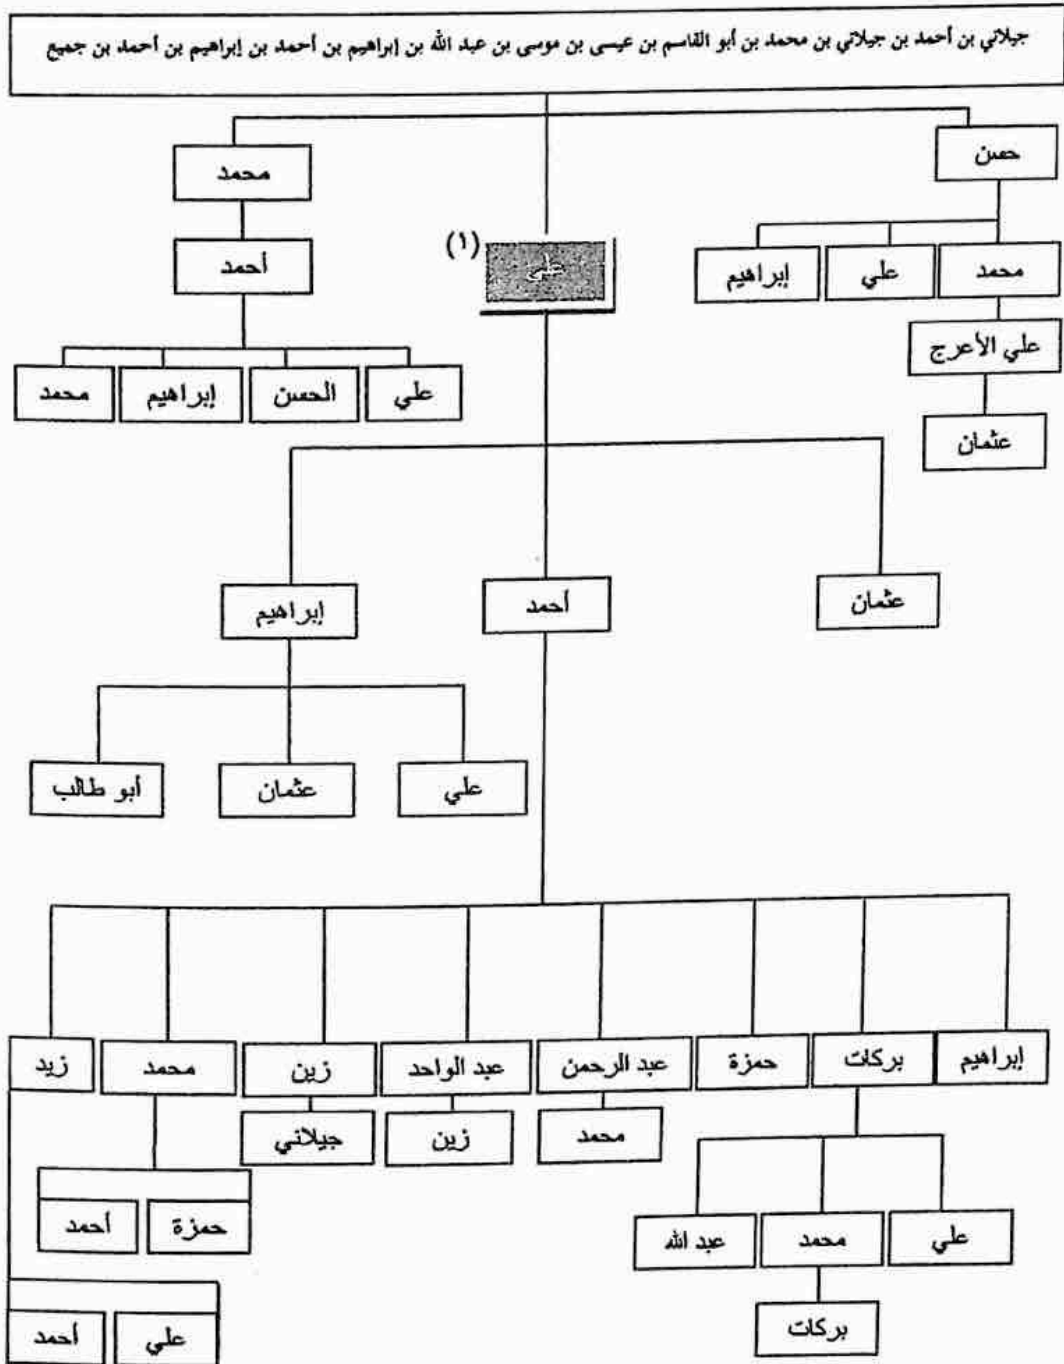 جيلاني بن أحمد بن جيلاني بن محمد بن أبو القاسم بن عيسى بن موسى بن عبد الله بن إبراهيم بن أحمد بن إبراهيم بن أحمد بن جميع
حسن
محمد
محمد
علي
إبراهيم
(١)
علي
أحمد
علي الأعرج
علي
الحسن
إبراهيم
محمد
عثمان
عثمان
أحمد
إبراهيم
علي
عثمان
أبو طالب
إبراهيم
بركات
حمزة
عبد الرحمن
عبد الواحد
زين
محمد
زيد
محمد
زين
جيلاني
علي
محمد
عبد الله
حمزة
أحمد
بركات
علي
أحمد